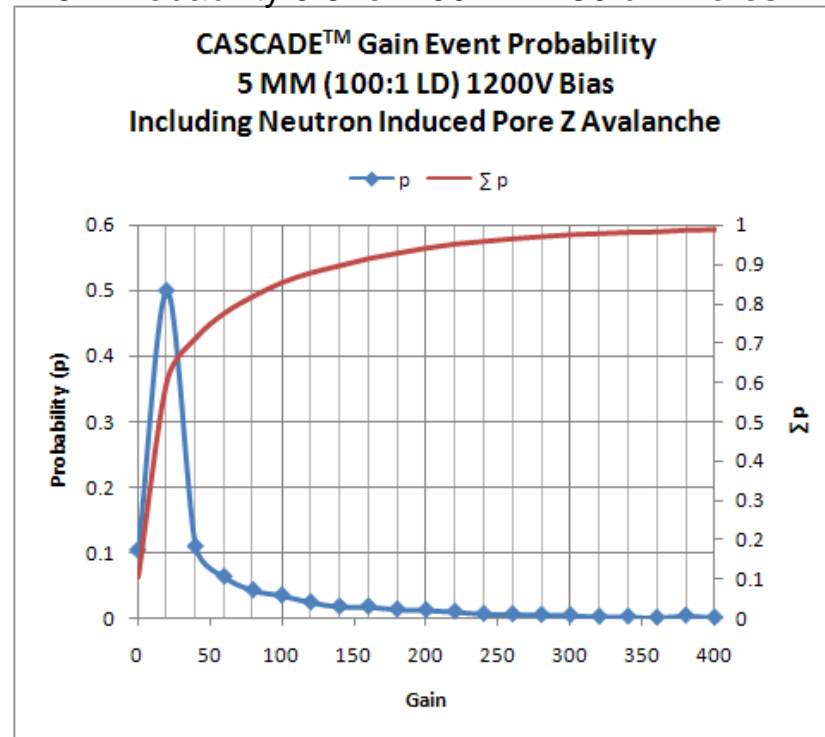 CASCADE™ Gain Event Probability
5 MM (100:1 LD) 1200V Bias
Including Neutron Induced Pore Z Avalanche
p ∑ p
0.6
0.5
0.4
0.3
0.2
0.1
0
Probability (p)
1
0.9
0.8
0.7
0.6
0.5
0.4
0.3
0.2
0.1
0
∑p
0 50 100 150 200 250 300 350 400
Gain